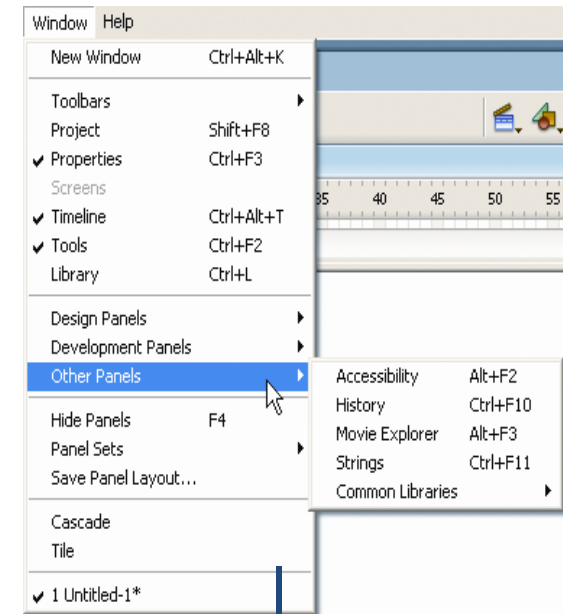 Window Help
New Window Ctrl+Alt+K
Toolbars
Project Shift+F8
Properties Ctrl+F3
Screens
Timeline Ctrl+Alt+T
Tools Ctrl+F2
Library Ctrl+L
35 40 45 50 55
Design Panels
Development Panels
Other Panels
Accessibility Alt+F2
History Ctrl+F10
Movie Explorer Alt+F3
Strings Ctrl+F11
Common Libraries
Hide Panels F4
Panel Sets
Save Panel Layout...
Cascade
Tile
1 Untitled-1*